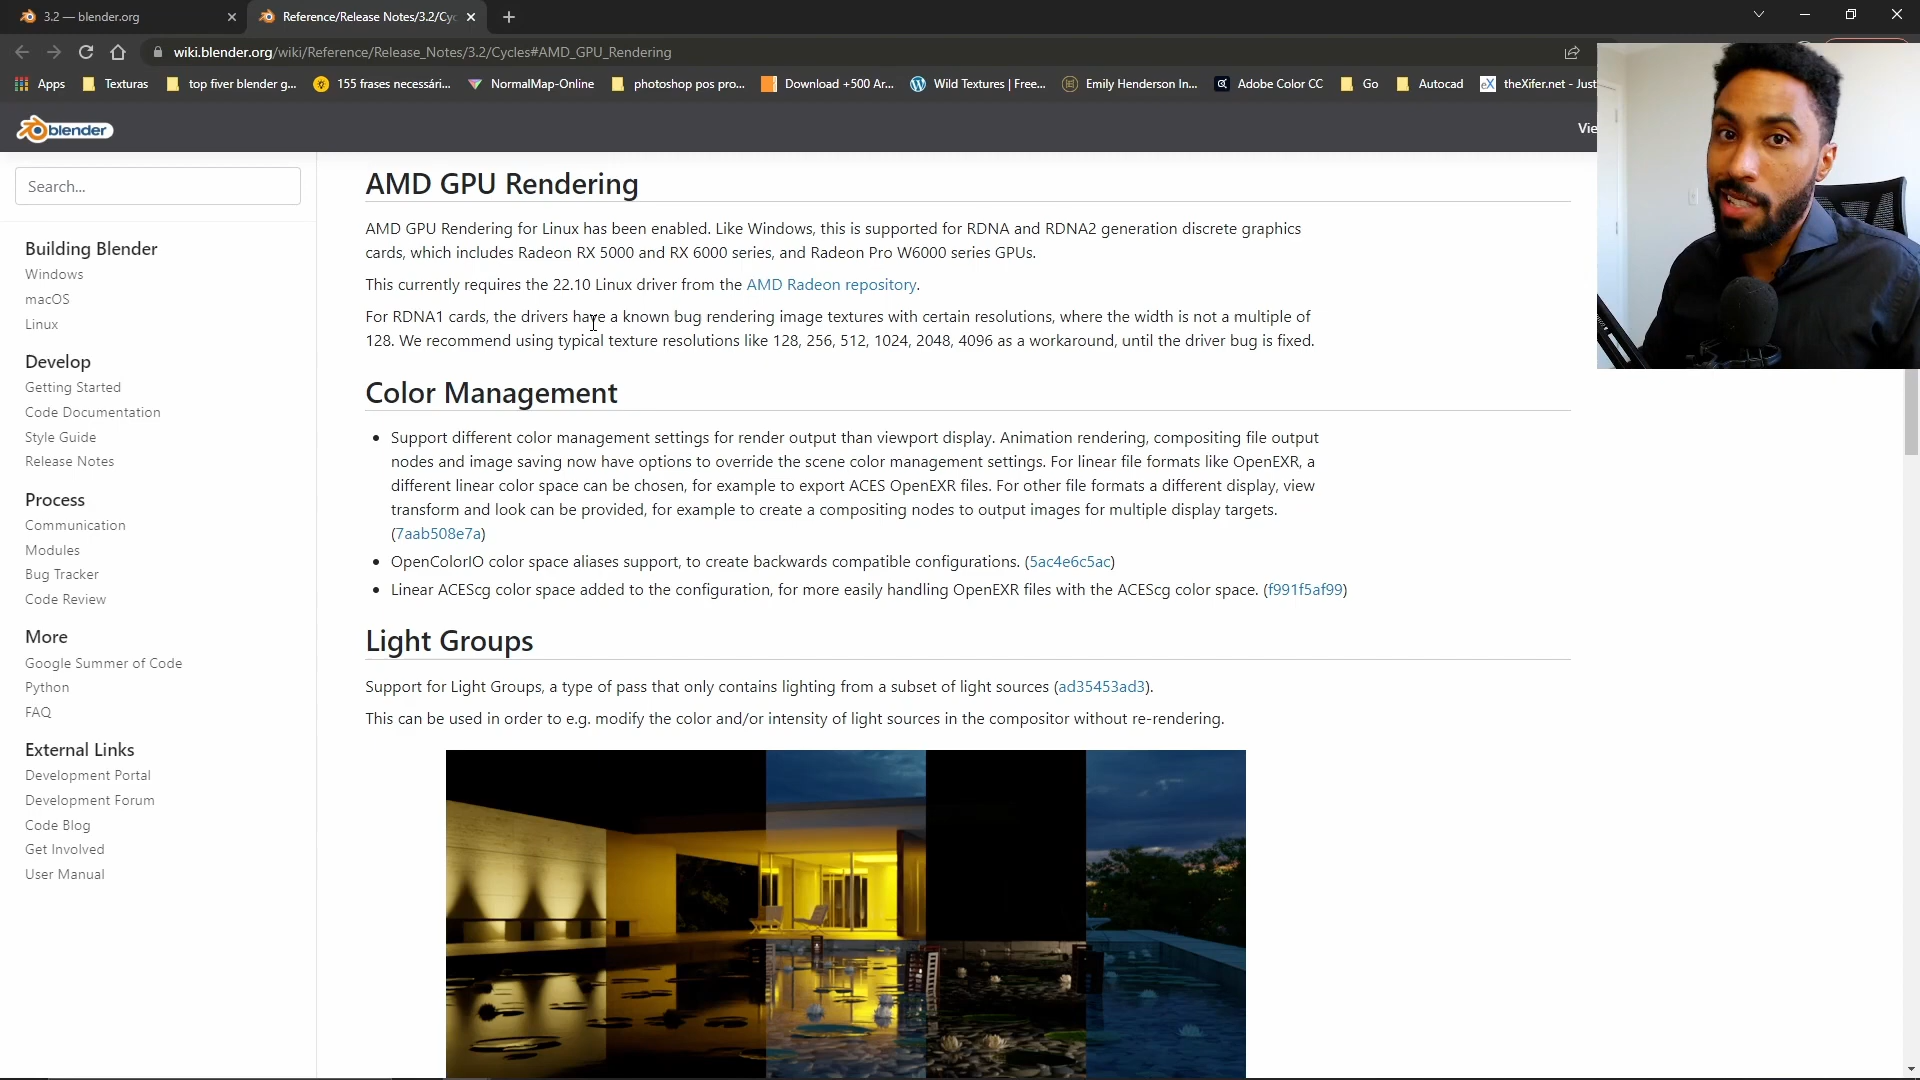 3.2 — blender.org
Reference/Release Notes/3.2/Cyc
wiki.blender.org/wiki/Reference/Release_Notes/3.2/Cycles#AMD_GPU_Rendering
Apps
Texturas
top fiver blender g...
155 frases necessári...
NormalMap-Online
photoshop pos pro...
Download +500 Ar...
Wild Textures | Free...
Emily Henderson In...
Adobe Color CC
Go
Autocad
eX
theXifer.net - Just
blender
Vie
Search...
Building Blender
Windows
macOS
Linux
Develop
Getting Started
Code Documentation
Style Guide
Release Notes
Process
Communication
Modules
Bug Tracker
Code Review
More
Google Summer of Code
Python
FAQ
External Links
Development Portal
Development Forum
Code Blog
Get Involved
User Manual
AMD GPU Rendering
AMD GPU Rendering for Linux has been enabled. Like Windows, this is supported for RDNA and RDNA2 generation discrete graphics
cards, which includes Radeon RX 5000 and RX 6000 series, and Radeon Pro W6000 series GPUs.
This currently requires the 22.10 Linux driver from the AMD Radeon repository.
For RDNA1 cards, the drivers have a known bug rendering image textures with certain resolutions, where the width is not a multiple of
128. We recommend using typical texture resolutions like 128, 256, 512, 1024, 2048, 4096 as a workaround, until the driver bug is fixed.
Color Management
• Support different color management settings for render output than viewport display. Animation rendering, compositing file output
nodes and image saving now have options to override the scene color management settings. For linear file formats like OpenEXR, a
different linear color space can be chosen, for example to export ACES OpenEXR files. For other file formats a different display, view
transform and look can be provided, for example to create a compositing nodes to output images for multiple display targets.
(7aab508e7a)
• OpenColorIO color space aliases support, to create backwards compatible configurations. (5ac4e6c5ac)
• Linear ACEScg color space added to the configuration, for more easily handling OpenEXR files with the ACEScg color space. (f991f5af99)
Light Groups
Support for Light Groups, a type of pass that only contains lighting from a subset of light sources (ad35453ad3).
This can be used in order to e.g. modify the color and/or intensity of light sources in the compositor without re-rendering.